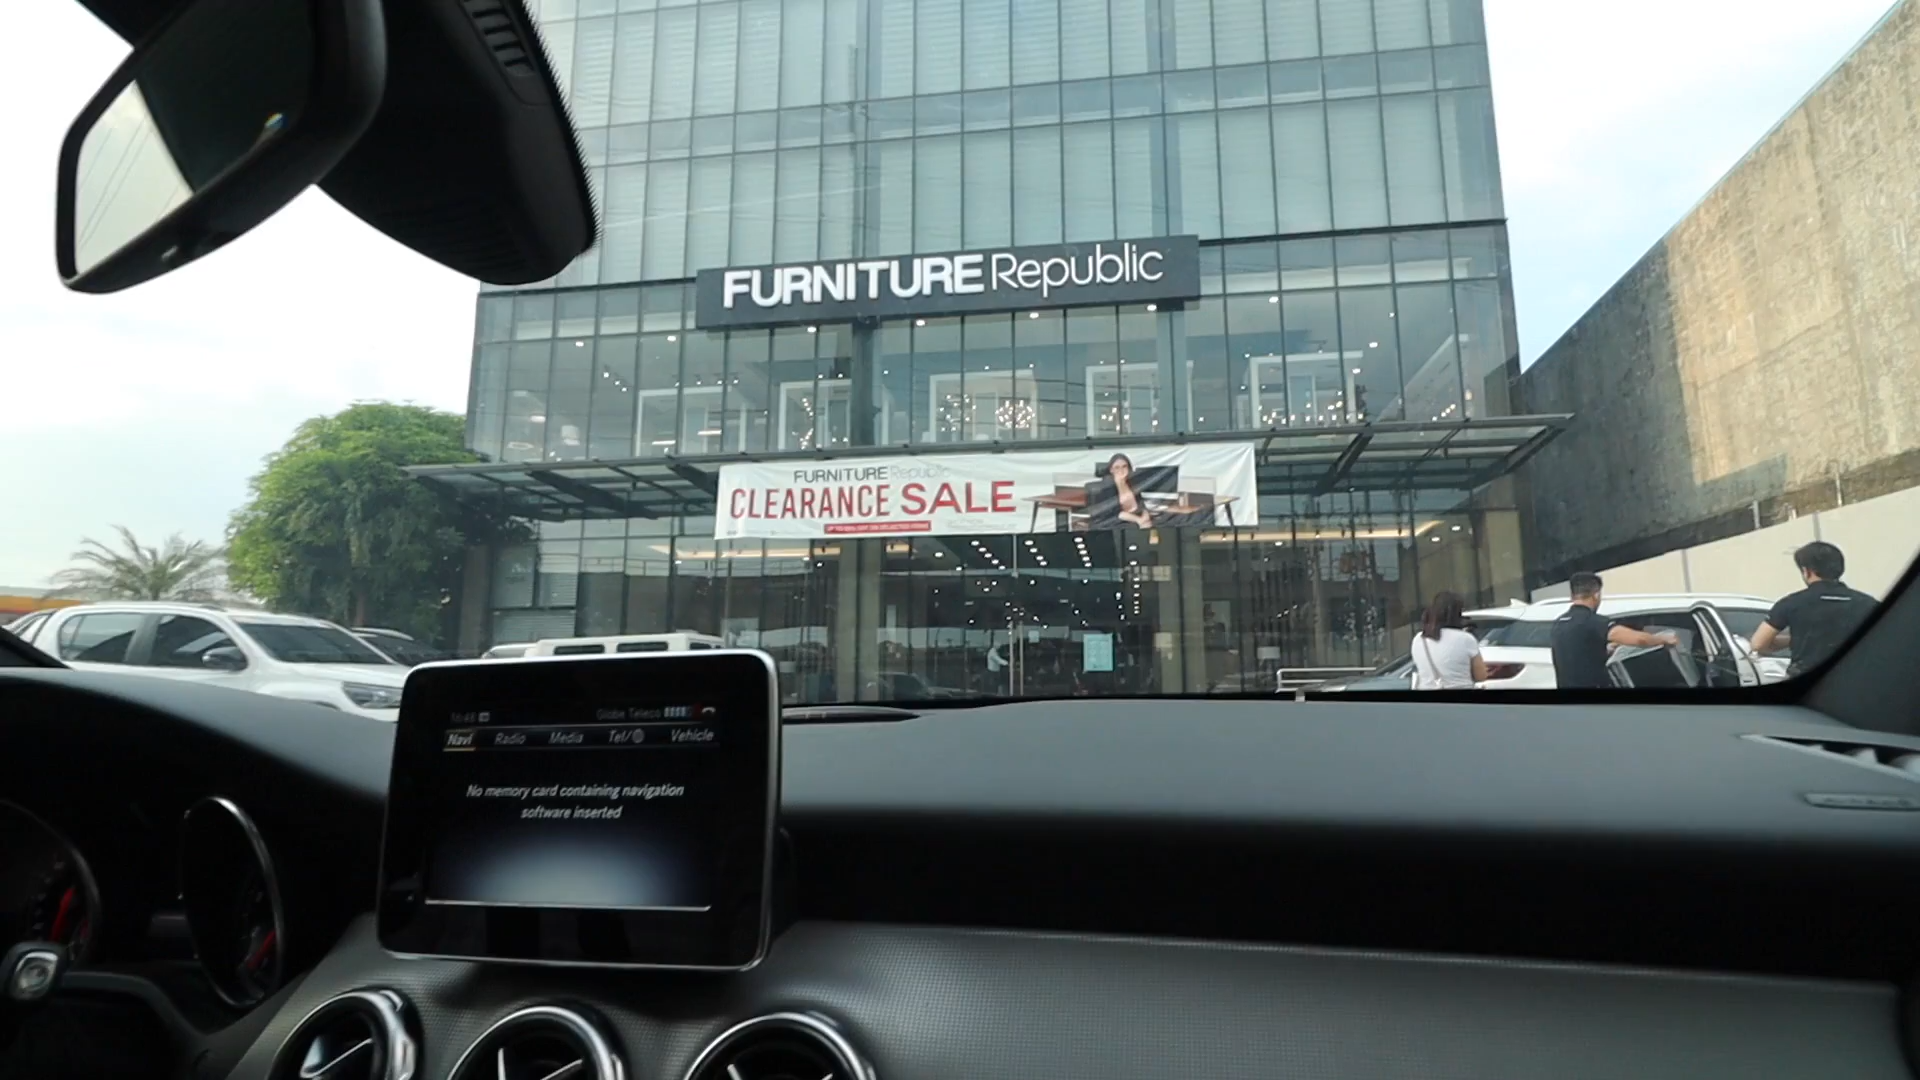 FURNITURE Republic
FURNITURE Republic
CLEARANCE SALE
Globe Teleco
Navi Radio Media Tel/ Vehicle
No memory card containing navigation
software inserted